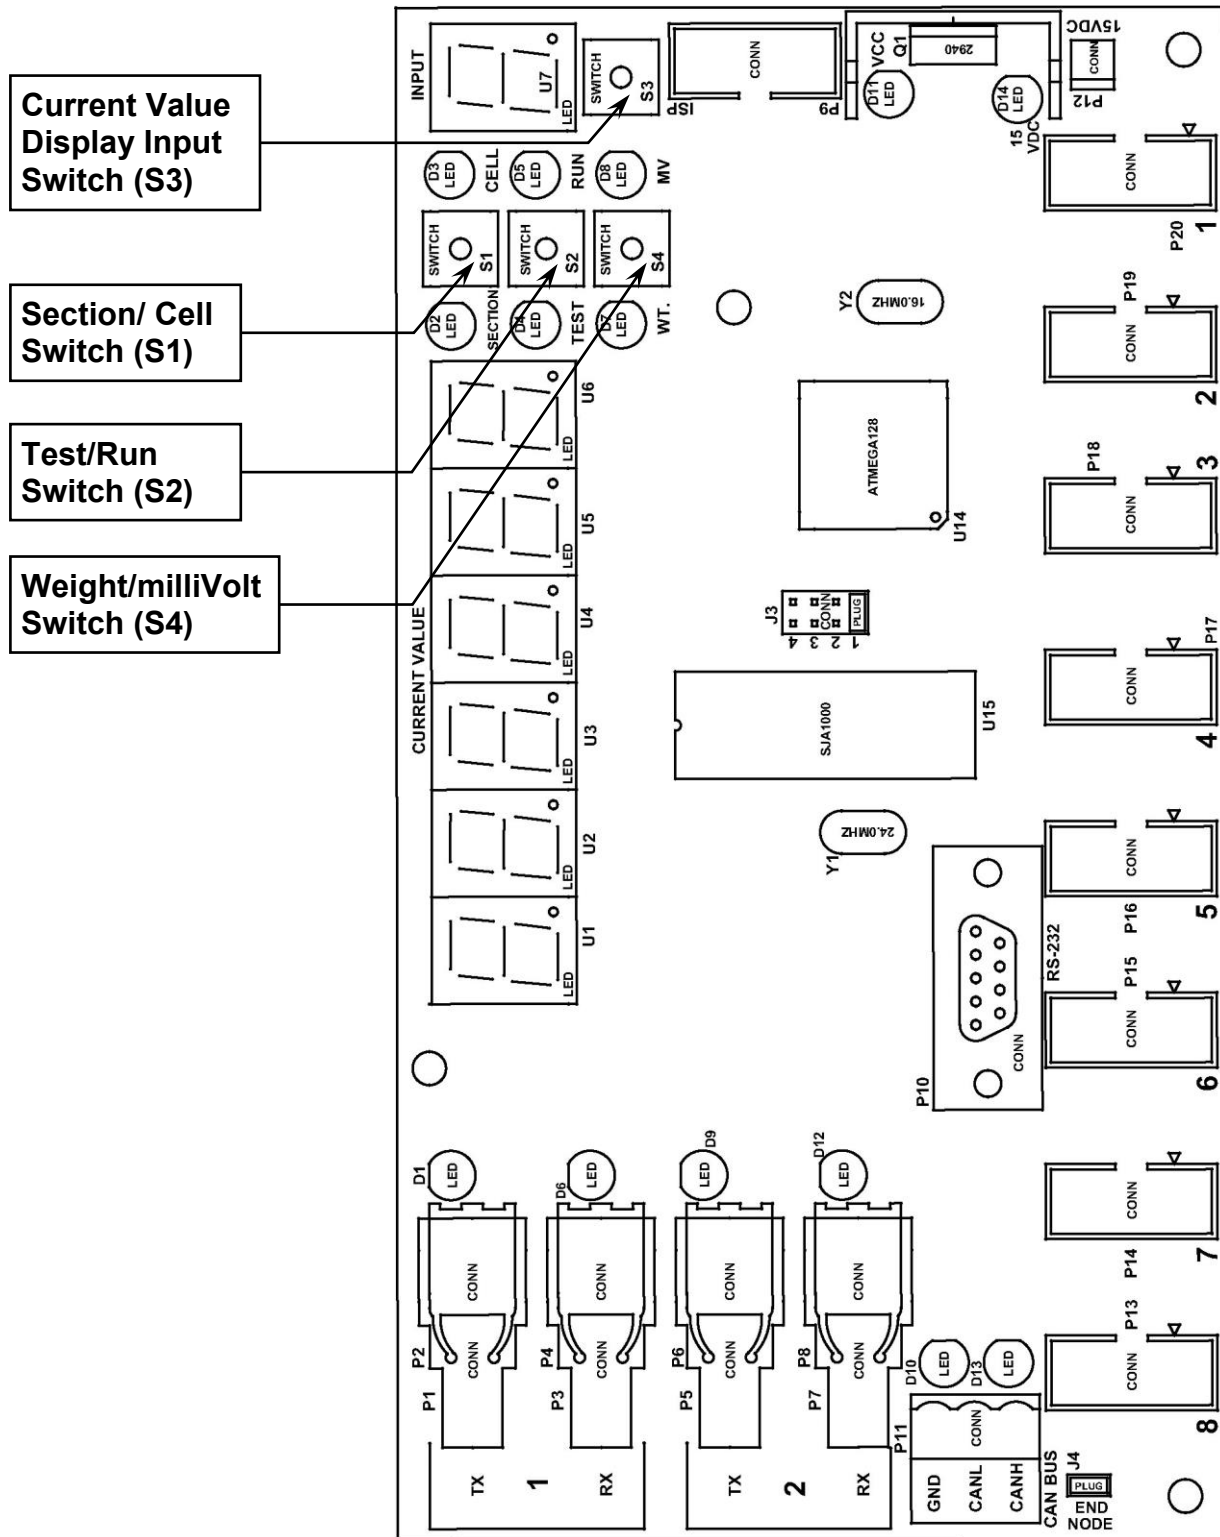 Current Value
Display Input
Switch (S3)
Section/ Cell
Switch (S1)
Test/Run
Switch (S2)
Weight/milliVolt
Switch (S4)
INPUT
U7
LED
SWITCH
S3
CONN
ISP
P9
VCC
Q1
2940
D11
LED
D14
LED
15
VDC
15VDC
CONN
P12
D3
LED
CELL
D5
LED
RUN
D8
LED
MV
SWITCH
S1
SWITCH
S2
SWITCH
S4
D2
LED
SECTION
D4
LED
TEST
D7
LED
WT.
CONN
P20
1
Y2
16.0MHZ
P19
CONN
2
CURRENT VALUE
LED
U6
LED
U5
LED
U4
LED
U3
LED
U2
LED
U1
ATMEGA128
U14
P18
CONN
3
J3
CONN
PLUG
4 3 2 1
P17
CONN
4
SJA1000
U15
Y1
24.0MHZ
CONN
P16
5
RS-232
CONN
P10
P15
CONN
6
D1
LED
D6
LED
D9
LED
D12
LED
CONN
P14
7
CONN
CONN
CONN
CONN
P2
CONN
P1
P4
CONN
P3
P6
CONN
P5
P8
CONN
P7
D10
LED
D13
LED
P13
CONN
8
P11
CONN
TX
1
RX
TX
2
RX
GND
CANL
CANH
CAN BUS
J4
PLUG
END
NODE